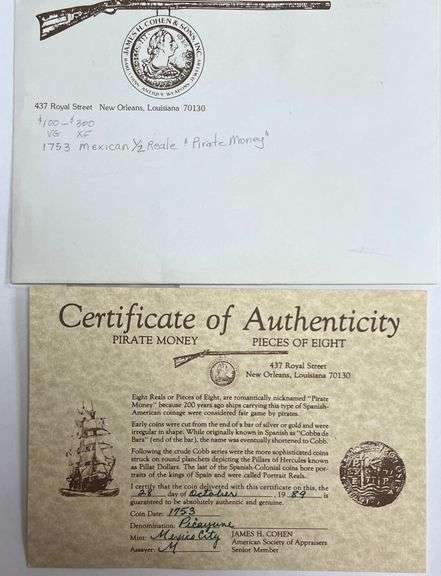 JAMES H. COHEN & SONS, INC.
437 Royal Street New Orleans, Louisiana 70130
$100 - $300
VG XF
1753 Mexican 1/2 Reale "Pirate Money"
Certificate of Authenticity
PIRATE MONEY PIECES OF EIGHT
437 Royal Street
New Orleans, Louisiana 70130
Eight Reals or Pieces of Eight, are romantically nicknamed "Pirate
Money" because 200 years ago ships carrying this type of Spanish-
American coinage were considered fair game by pirates.
Early coins were cut from the end of a bar of silver or gold and were
irregular in shape. While originally known in Spanish as "Cobba de
Bara" (end of the bar), the name was eventually shortened to Cobb.
Following the crude Cobb series were the more sophisticated coins
struck on round planchets depicting the Pillars of Hercules known
as Pillar Dollars. The last of the Spanish-Colonial coins bore por-
traits of the kings of Spain and were called Portrait Reals.
I certify that the coin delivered with this certificate on this, the
28 day of October 1989 is
guaranteed to be absolutely authentic and genuine.
Coin Date: 1753
Denomination: Picayune
Mint: Mexico City
Assayer: M
JAMES H. COHEN
American Society of Appraisers
Senior Member